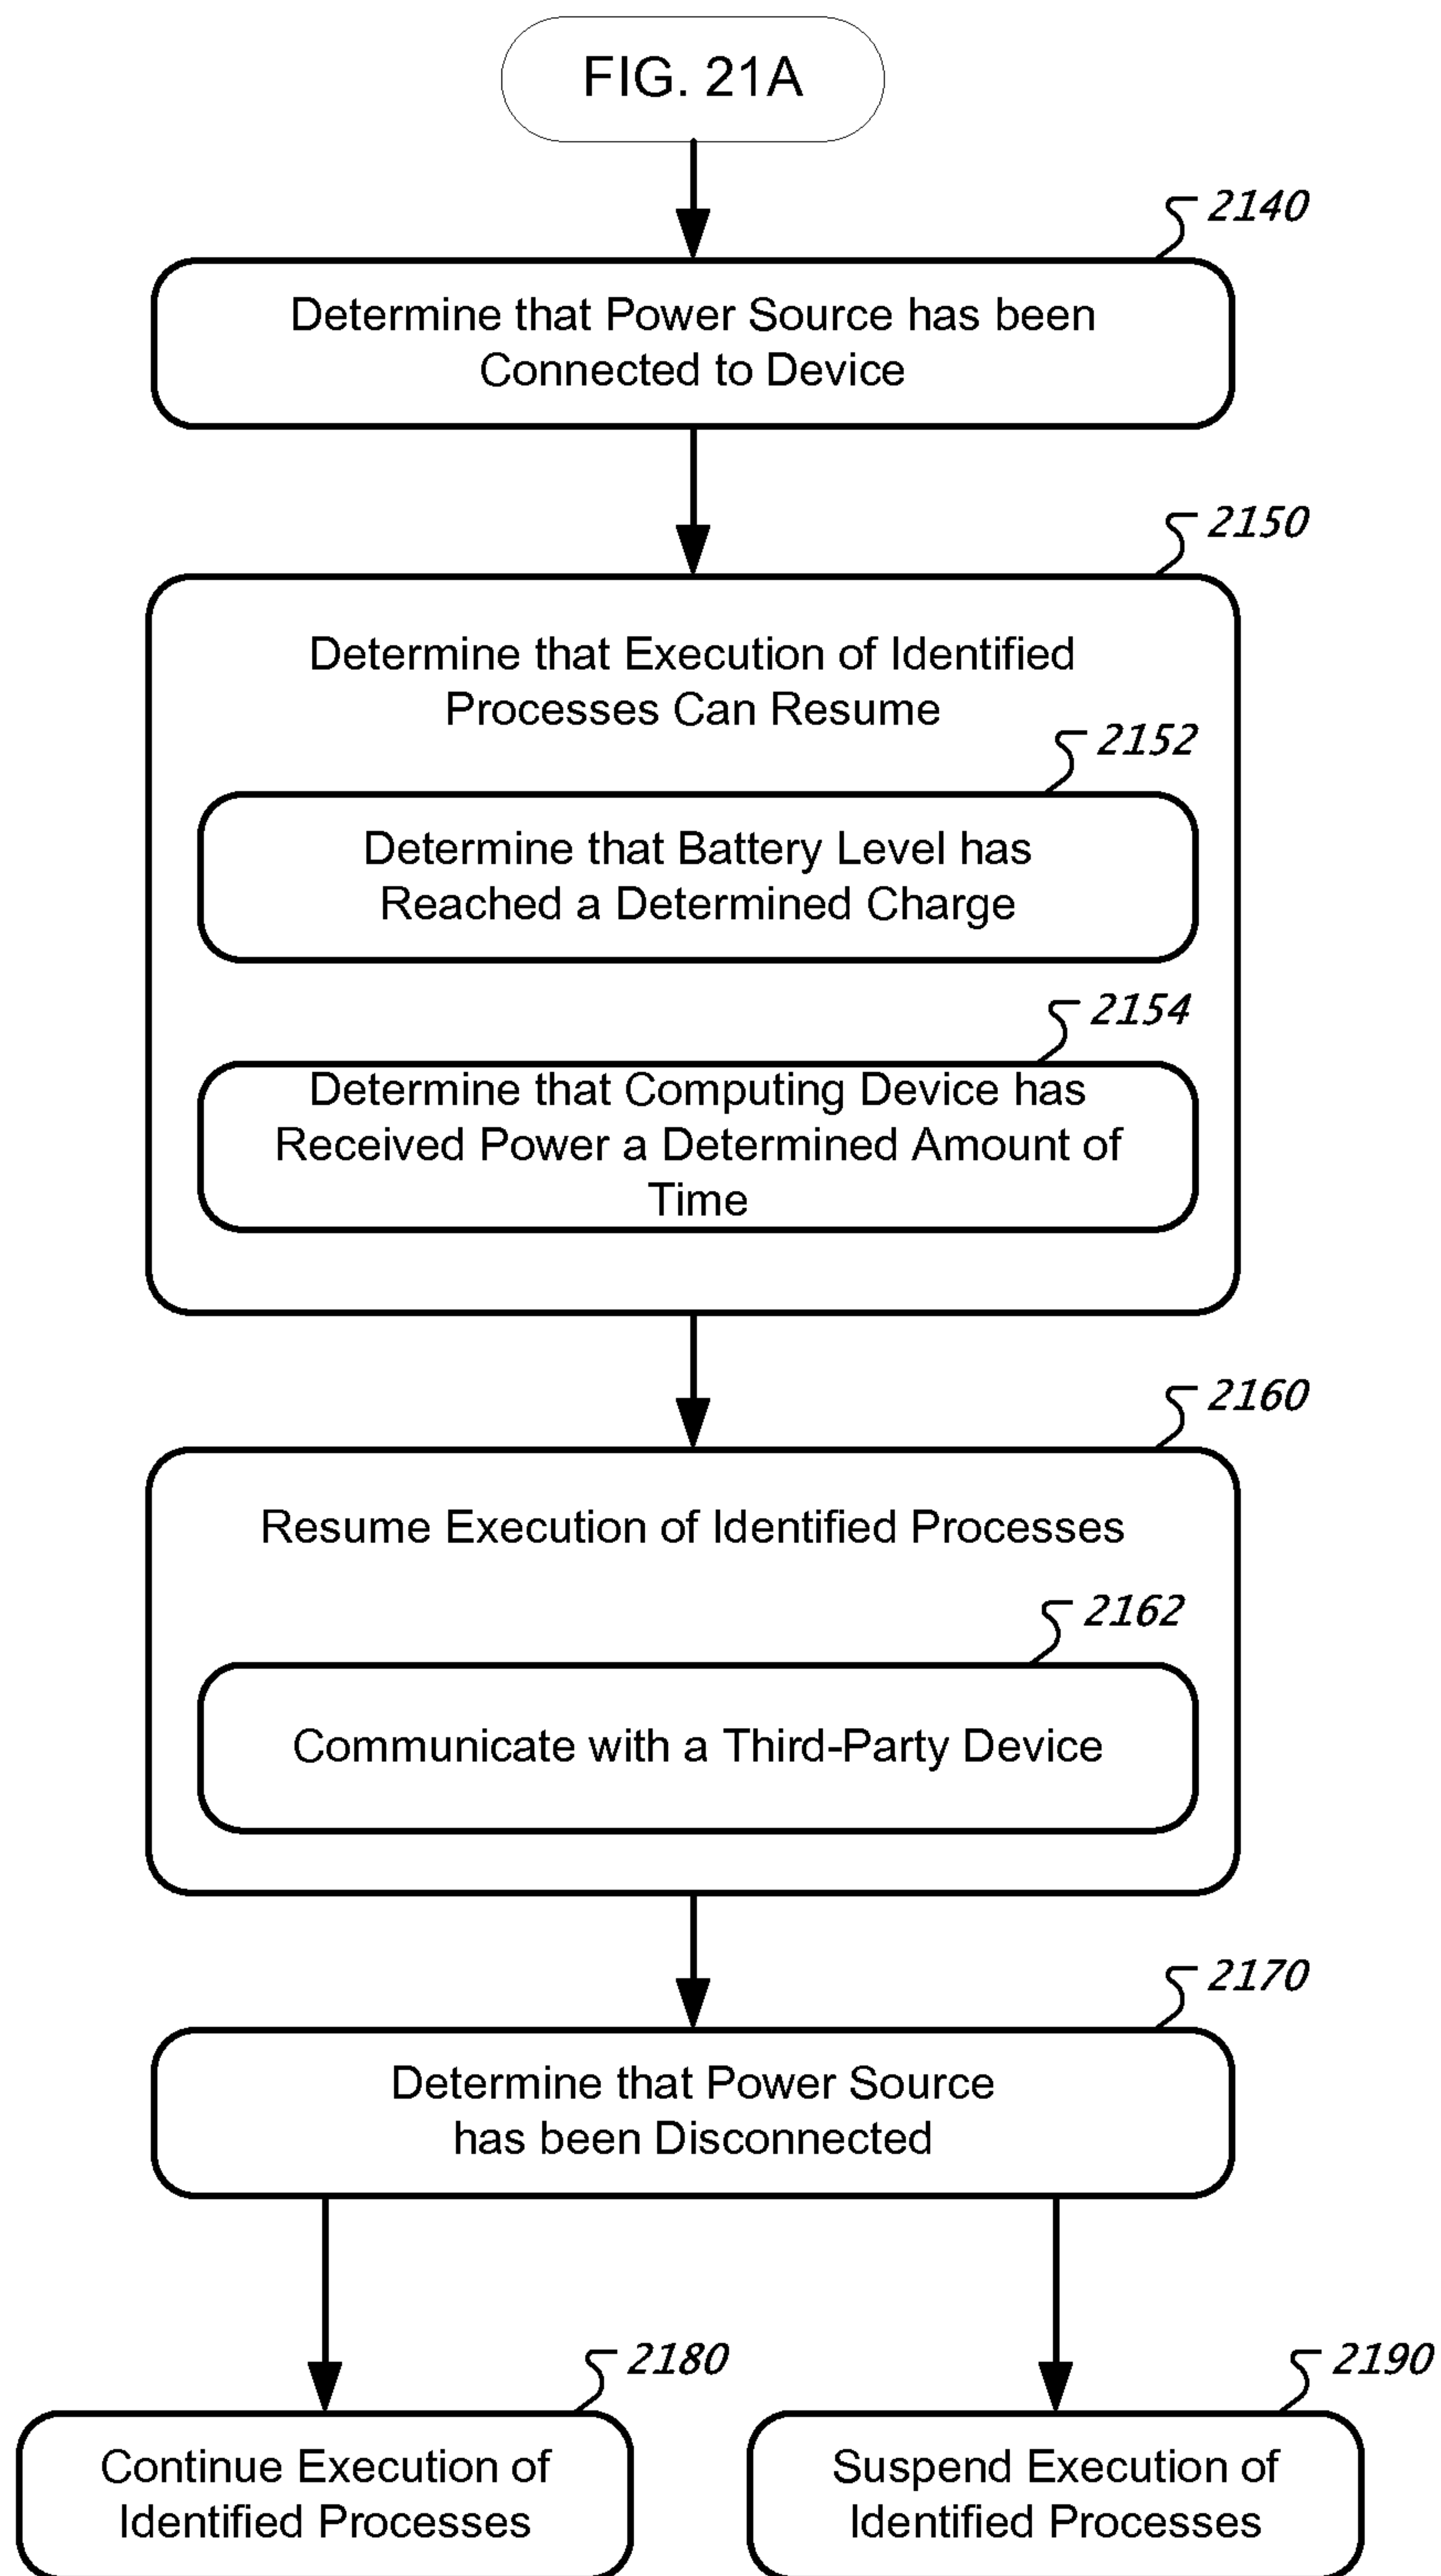 FIG. 21A
2140
Determine that Power Source has been
Connected to Device
2150
Determine that Execution of Identified
Processes Can Resume
2152
Determine that Battery Level has
Reached a Determined Charge
2154
Determine that Computing Device has
Received Power a Determined Amount of
Time
2160
Resume Execution of Identified Processes
2162
Communicate with a Third-Party Device
2170
Determine that Power Source
has been Disconnected
2180
Continue Execution of
Identified Processes
2190
Suspend Execution of
Identified Processes